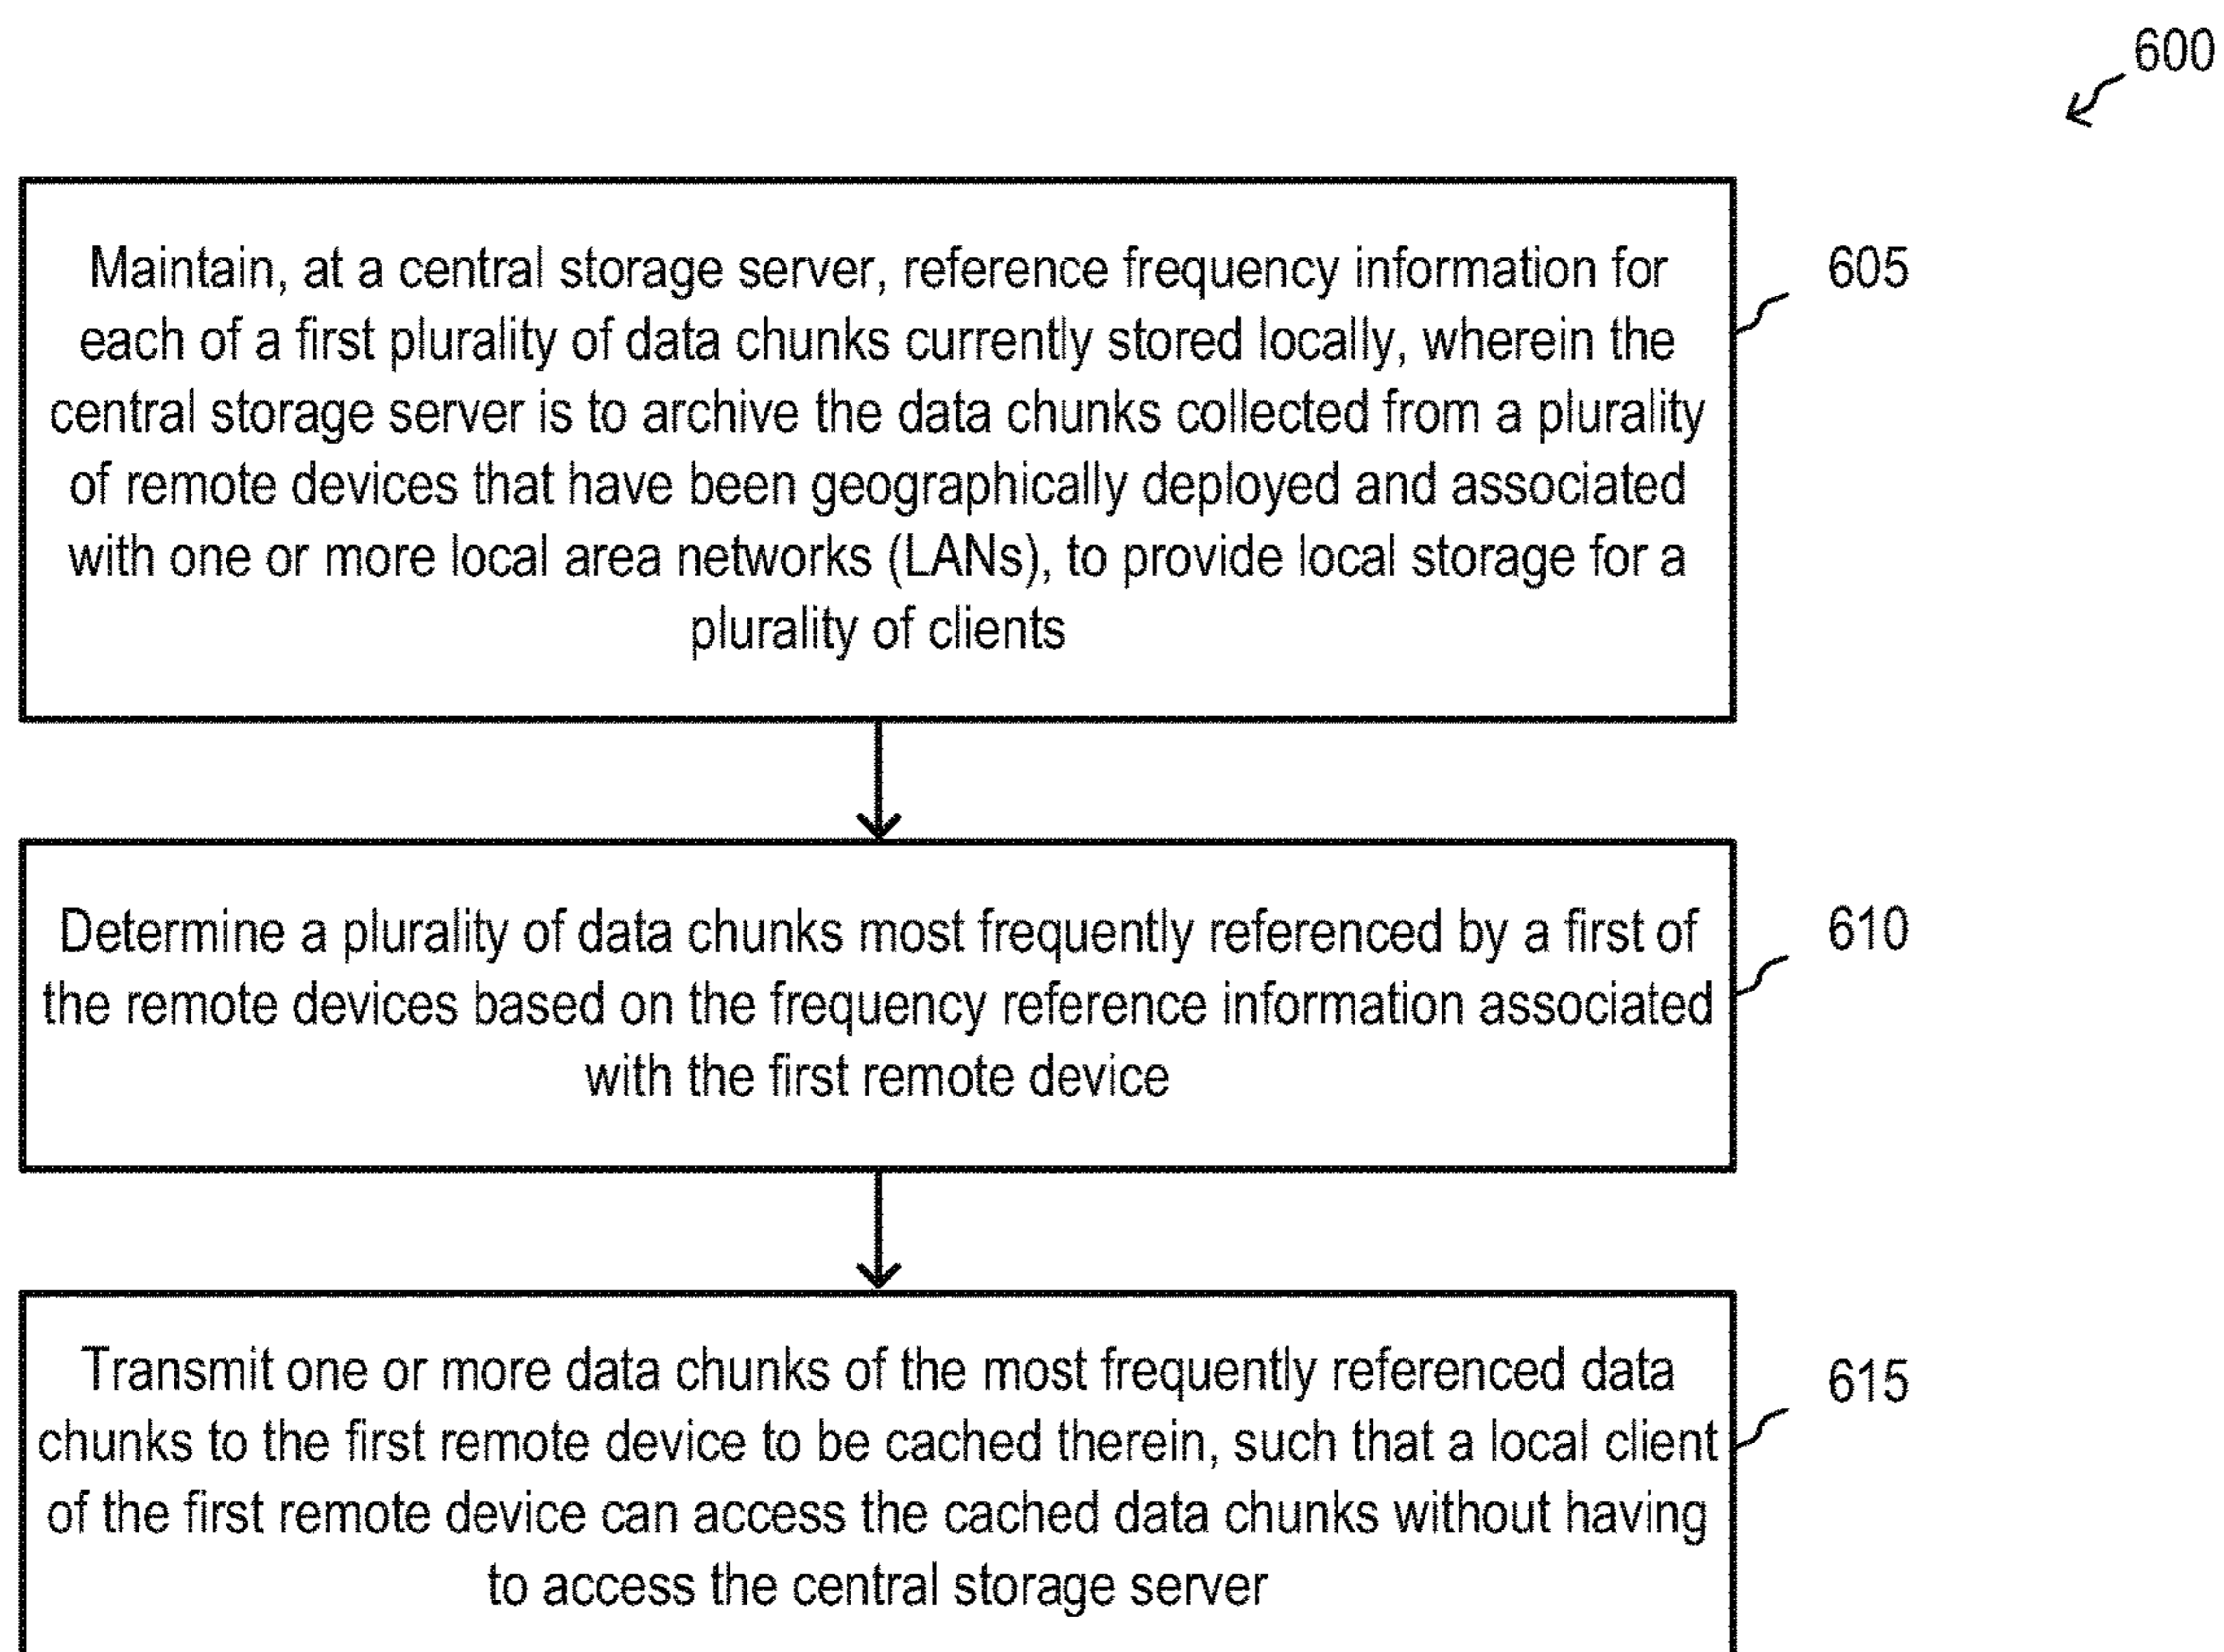 600
Maintain, at a central storage server, reference frequency information for
each of a first plurality of data chunks currently stored locally, wherein the
central storage server is to archive the data chunks collected from a plurality
of remote devices that have been geographically deployed and associated
with one or more local area networks (LANs), to provide local storage for a
plurality of clients
605
Determine a plurality of data chunks most frequently referenced by a first of
the remote devices based on the frequency reference information associated
with the first remote device
610
Transmit one or more data chunks of the most frequently referenced data
chunks to the first remote device to be cached therein, such that a local client
of the first remote device can access the cached data chunks without having
to access the central storage server
615